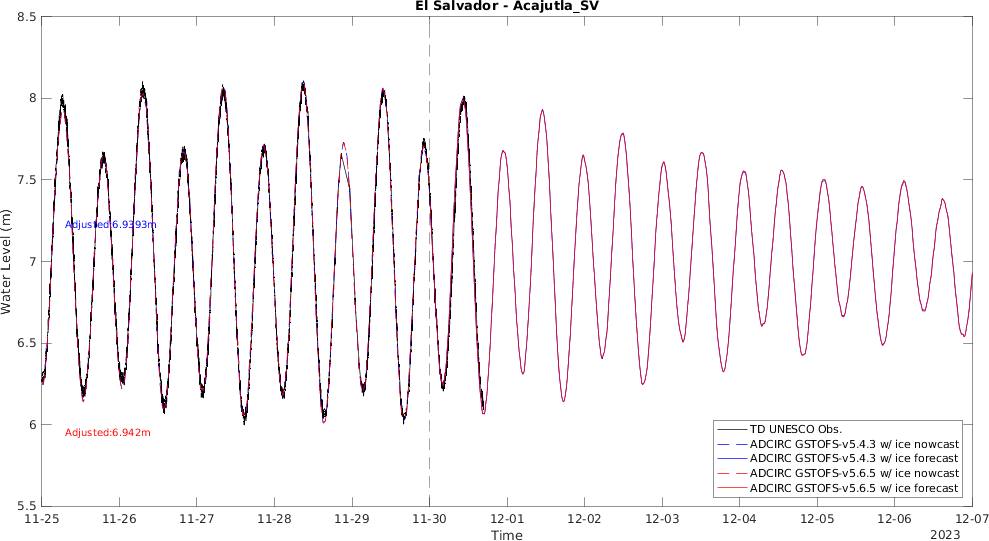 El Salvador - Acajutla_SV
8.5
8
7.5
7
6.5
6
5.5
Water Level (m)
Adjusted:6.9393m
Adjusted:6.942m
TD UNESCO Obs.
ADCIRC GSTOFS-v5.4.3 w/ ice nowcast
ADCIRC GSTOFS-v5.4.3 w/ ice forecast
ADCIRC GSTOFS-v5.6.5 w/ ice nowcast
ADCIRC GSTOFS-v5.6.5 w/ ice forecast
11-25 11-26 11-27 11-28 11-29 11-30 12-01 12-02 12-03 12-04 12-05 12-06 12-07
Time
2023